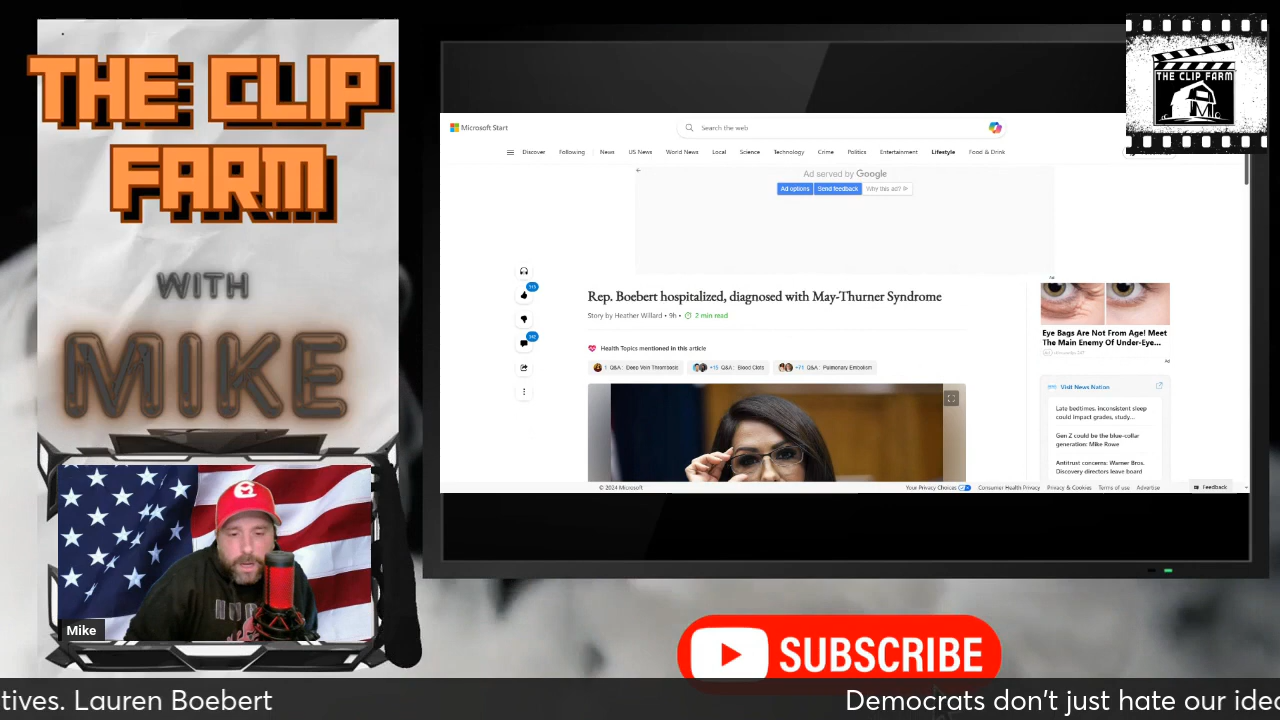 THE CLIP
FARM
WITH
MIKE
Mike
THE CLIP FARM
Microsoft Start
Search the web
Discover Following News US News World News Local Science Technology Crime Politics Entertainment Lifestyle Food & Drink
Ad served by Google
Ad options Send feedback Why this ad?
Rep. Boebert hospitalized, diagnosed with May-Thurner Syndrome
Story by Heather Willard • 9h • 2 min read
Health Topics mentioned in this article
1 Q&A: Deep Vein Thrombosis +15 Q&A: Blood Clots +71 Q&A: Pulmonary Embolism
Ad
Eye Bags Are Not From Age! Meet
The Main Enemy Of Under-Eye...
Ad
Visit News Nation
Late bedtimes, inconsistent sleep
could impact grades, study...
Gen Z could be the blue-collar
generation: Mike Rowe
Antitrust concerns: Warner Bros.
Discovery directors leave board
© 2024 Microsoft
Your Privacy Choices Consumer Health Privacy Privacy & Cookies Terms of use Advertise Feedback
SUBSCRIBE
tives. Lauren Boebert Democrats don't just hate our idea